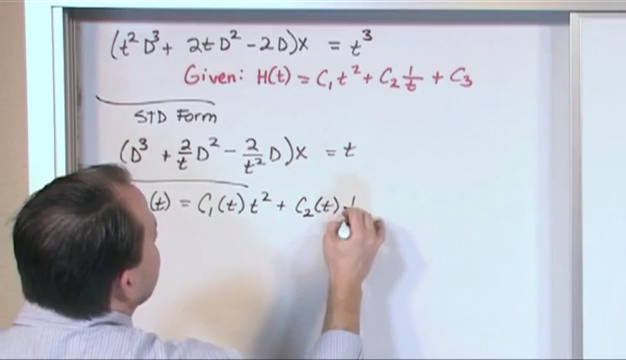 (t²D³ + 2tD² - 2D)x = t³
Given: H(t) = C₁t² + C₂ 1/t + C₃
STD Form
(D³ + 2/t D² - 2/t² D)x = t
(t) = C₁(t)t² + C₂(t)